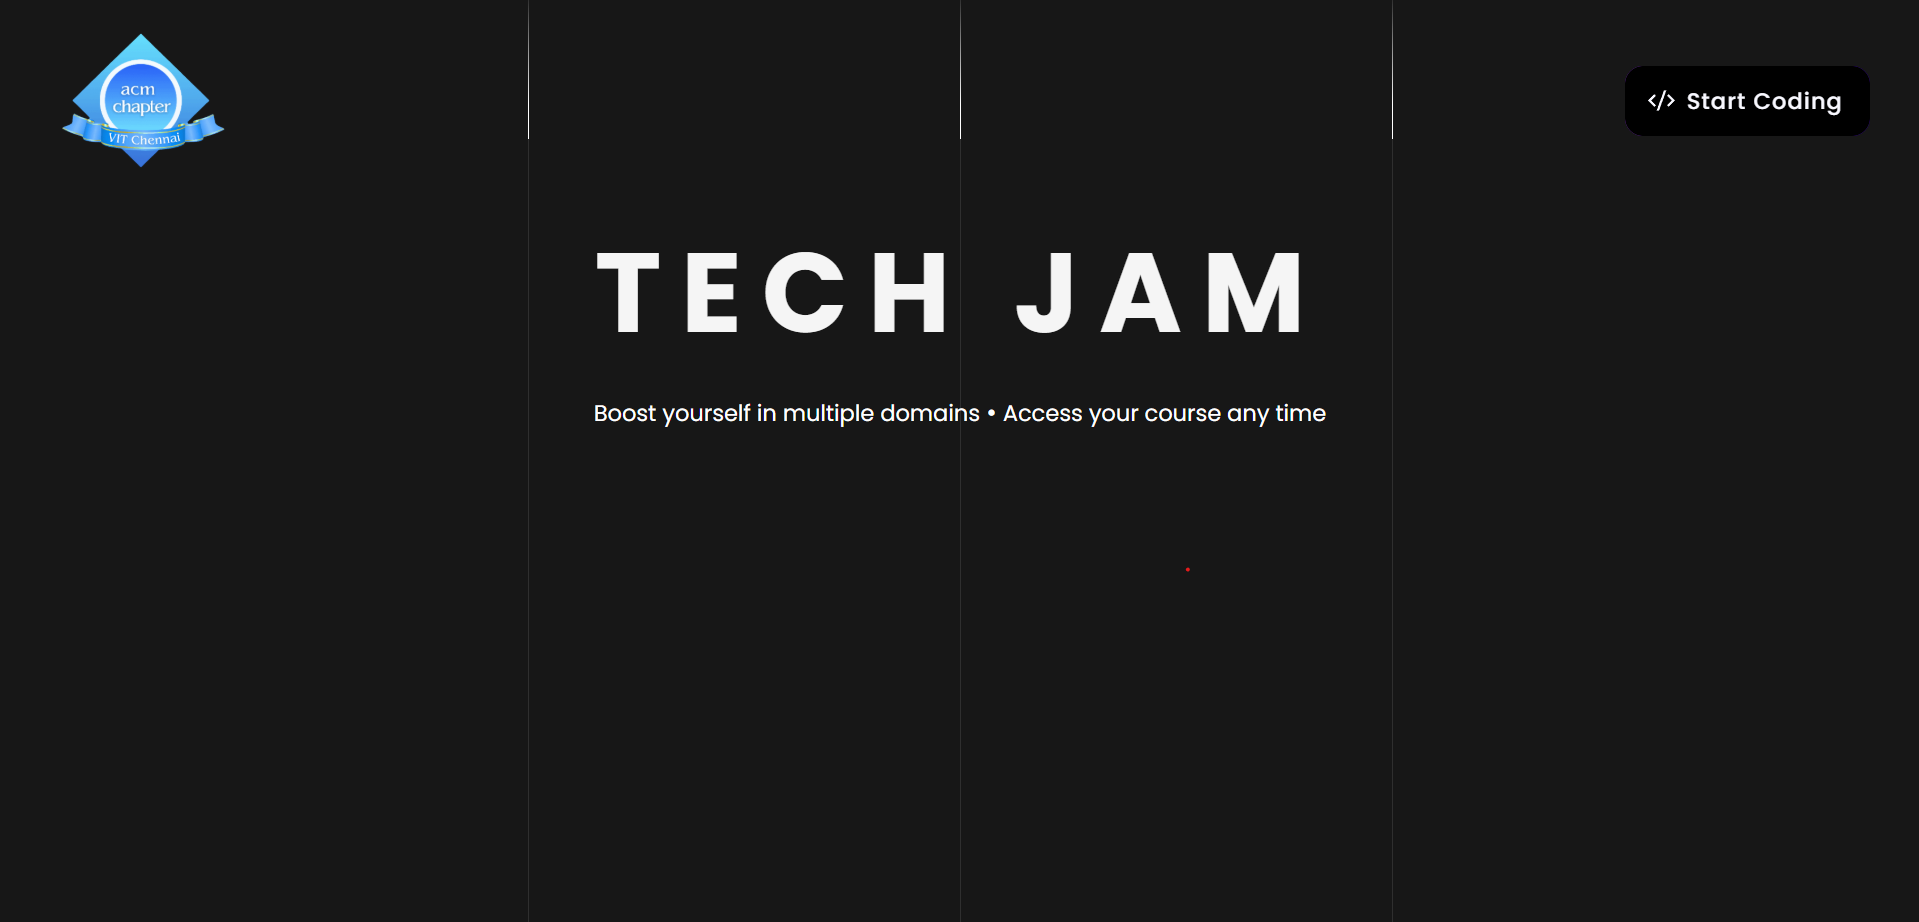 acm
chapter
VIT Chennai
</> Start Coding
TECH JAM
Boost yourself in multiple domains • Access your course any time